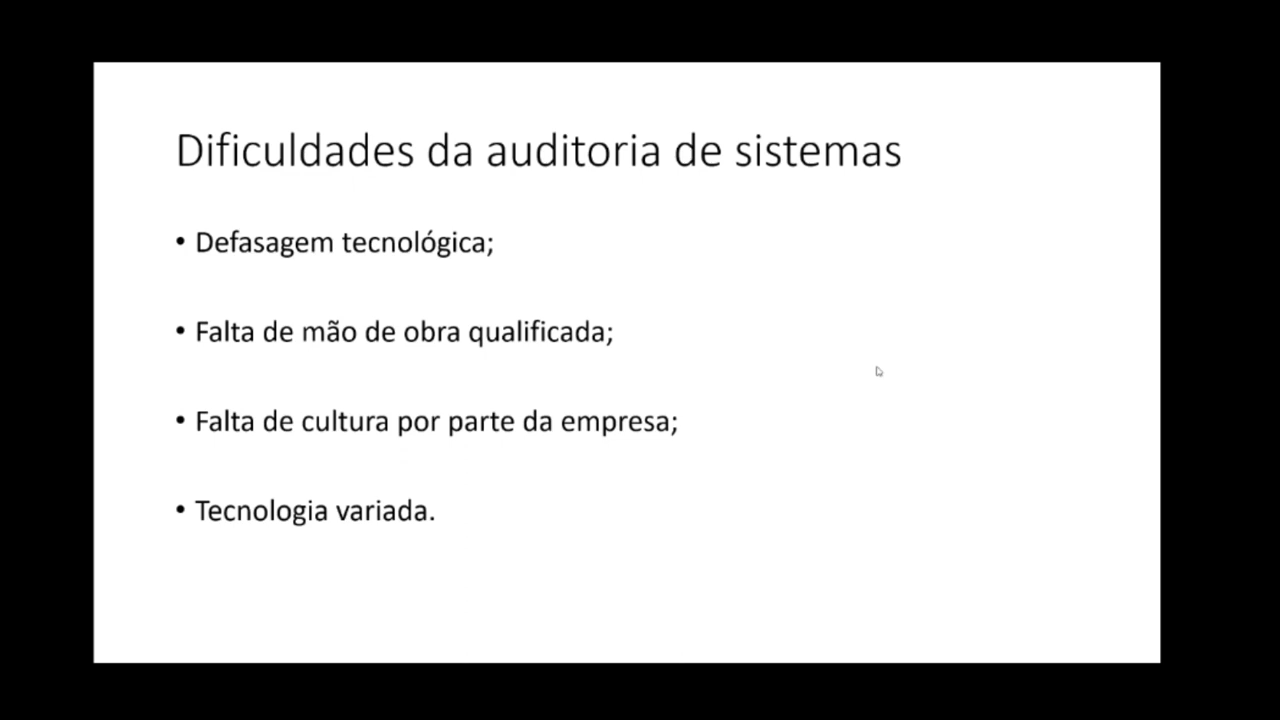 Dificuldades da auditoria de sistemas
• Defasagem tecnológica;
• Falta de mão de obra qualificada;
• Falta de cultura por parte da empresa;
• Tecnologia variada.